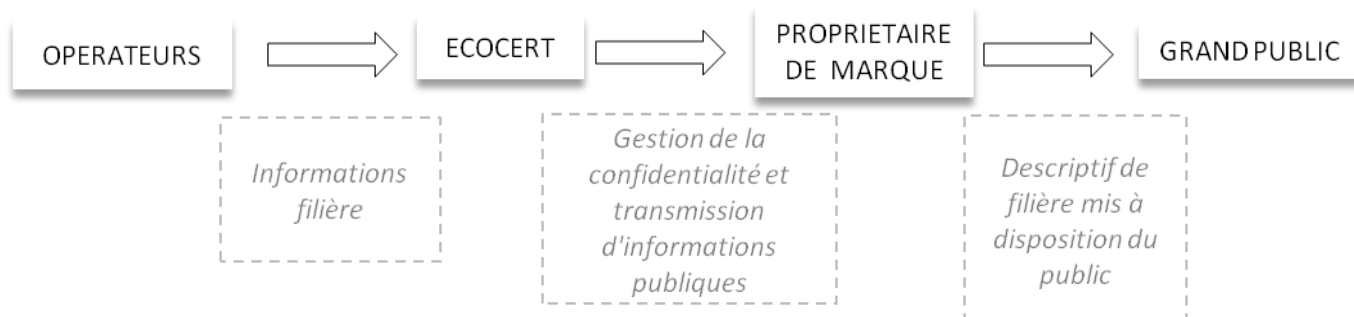 OPERATEURS
ECOCERT
PROPRIETAIRE
DE MARQUE
GRAND PUBLIC
Informations
filière
Gestion de la
confidentialité et
transmission
d'informations
publiques
Descriptif de
filière mis à
disposition du
public